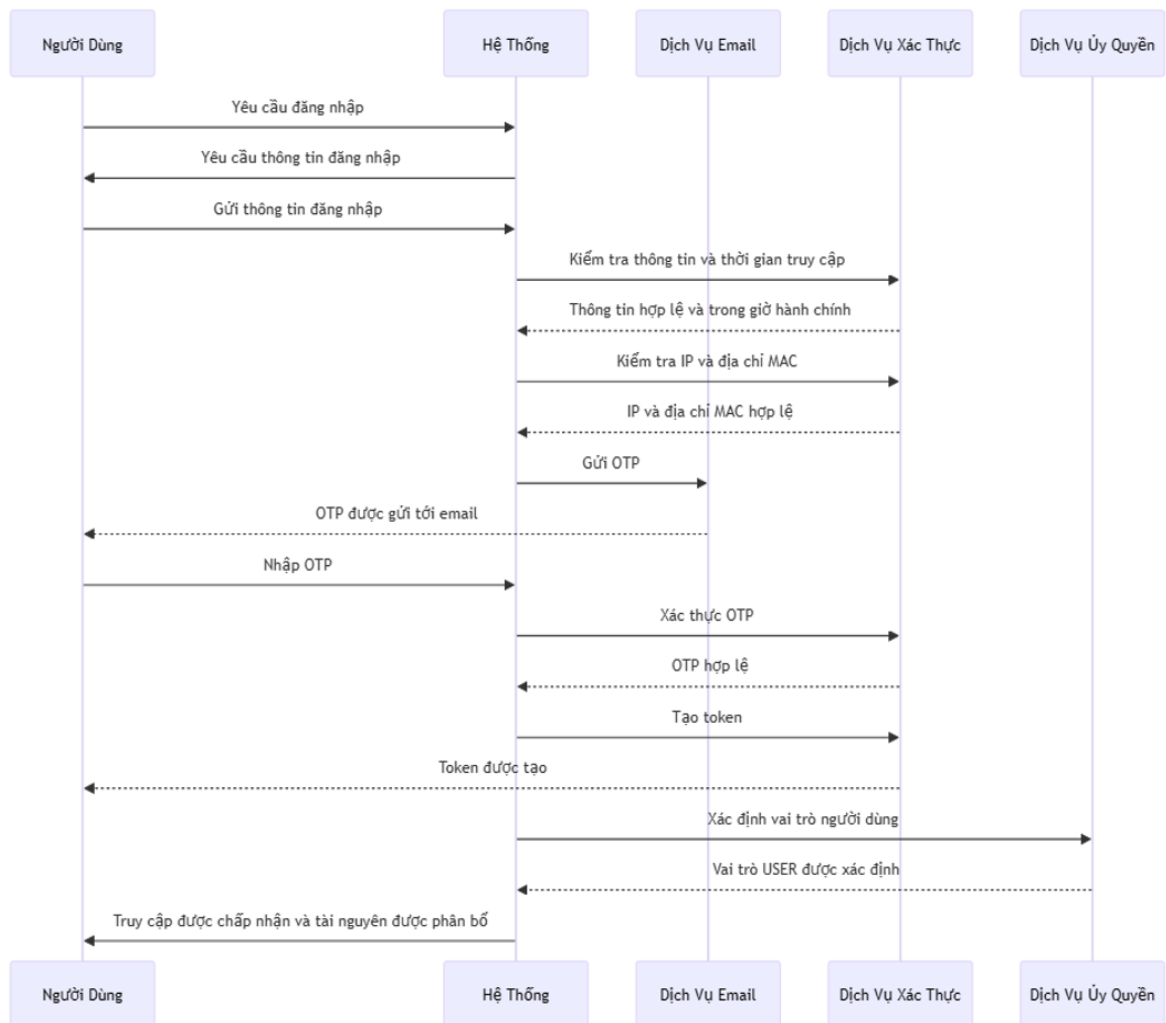 Người Dùng
Hệ Thống
Dịch Vụ Email
Dịch Vụ Xác Thực
Dịch Vụ Ủy Quyền
Yêu cầu đăng nhập
Yêu cầu thông tin đăng nhập
Gửi thông tin đăng nhập
Kiểm tra thông tin và thời gian truy cập
Thông tin hợp lệ và trong giờ hành chính
Kiểm tra IP và địa chỉ MAC
IP và địa chỉ MAC hợp lệ
Gửi OTP
OTP được gửi tới email
Nhập OTP
Xác thực OTP
OTP hợp lệ
Tạo token
Token được tạo
Xác định vai trò người dùng
Vai trò USER được xác định
Truy cập được chấp nhận và tài nguyên được phân bố
Người Dùng
Hệ Thống
Dịch Vụ Email
Dịch Vụ Xác Thực
Dịch Vụ Ủy Quyền